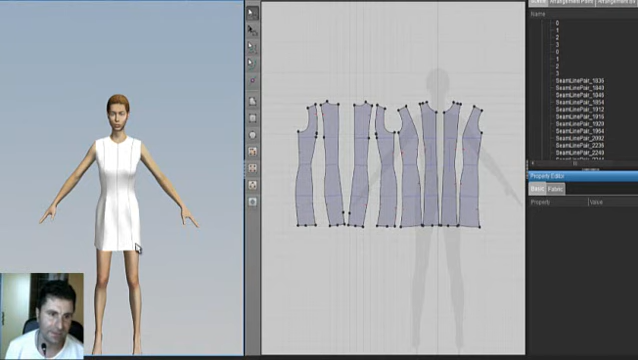 Name
0
1
2
3
0
1
2
3
SeamLinePair_1836
SeamLinePair_1840
SeamLinePair_1846
SeamLinePair_1854
SeamLinePair_1912
SeamLinePair_1916
SeamLinePair_1920
SeamLinePair_1964
SeamLinePair_2092
SeamLinePair_2236
SeamLinePair_2240
Property Editor
Basic Fabric
Property Value